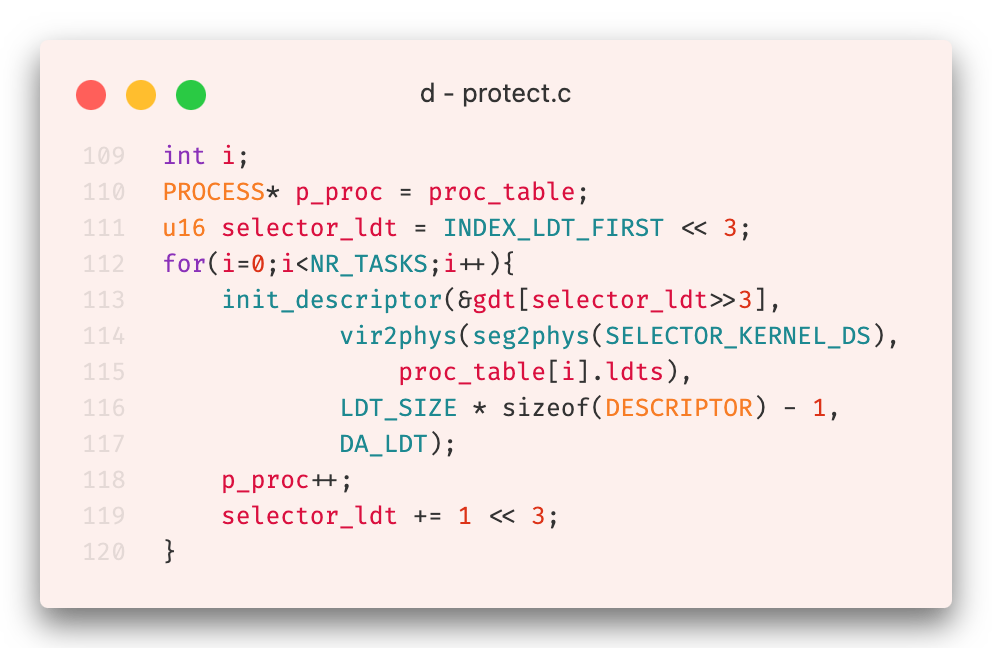 d - protect.c
109 int i;
110 PROCESS* p_proc = proc_table;
111 u16 selector_ldt = INDEX_LDT_FIRST << 3;
112 for(i=0;i<NR_TASKS;i++){
113     init_descriptor(&gdt[selector_ldt>>3],
114             vir2phys(seg2phys(SELECTOR_KERNEL_DS),
115                 proc_table[i].ldts),
116             LDT_SIZE * sizeof(DESCRIPTOR) - 1,
117             DA_LDT);
118     p_proc++;
119     selector_ldt += 1 << 3;
120 }